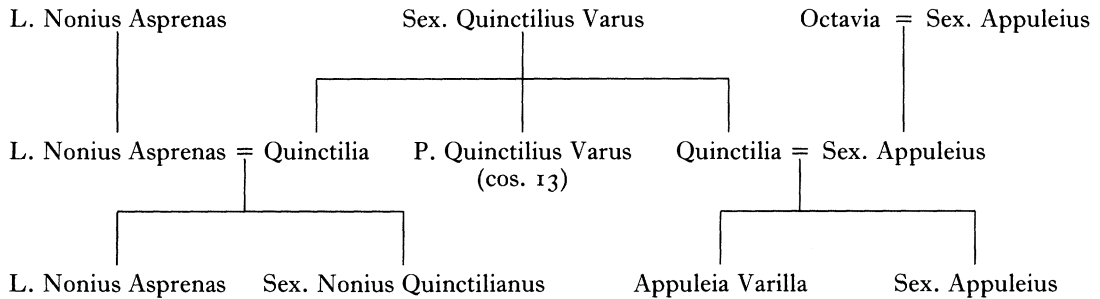 L. Nonius Asprenas Sex. Quinctilius Varus Octavia = Sex. Appuleius
L. Nonius Asprenas = Quinctilia P. Quinctilius Varus Quinctilia = Sex. Appuleius
(cos. 13)
L. Nonius Asprenas Sex. Nonius Quinctilianus Appuleia Varilla Sex. Appuleius